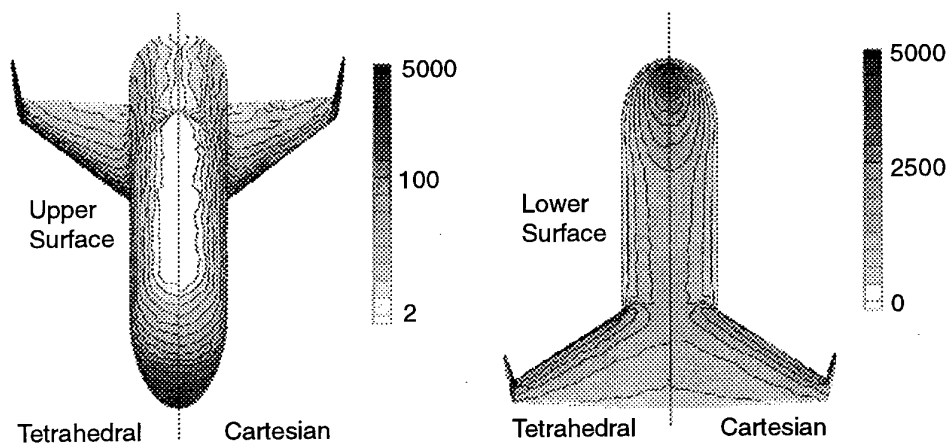 5000
100
2
Upper
Surface
Tetrahedral
Cartesian
5000
2500
0
Lower
Surface
Tetrahedral
Cartesian